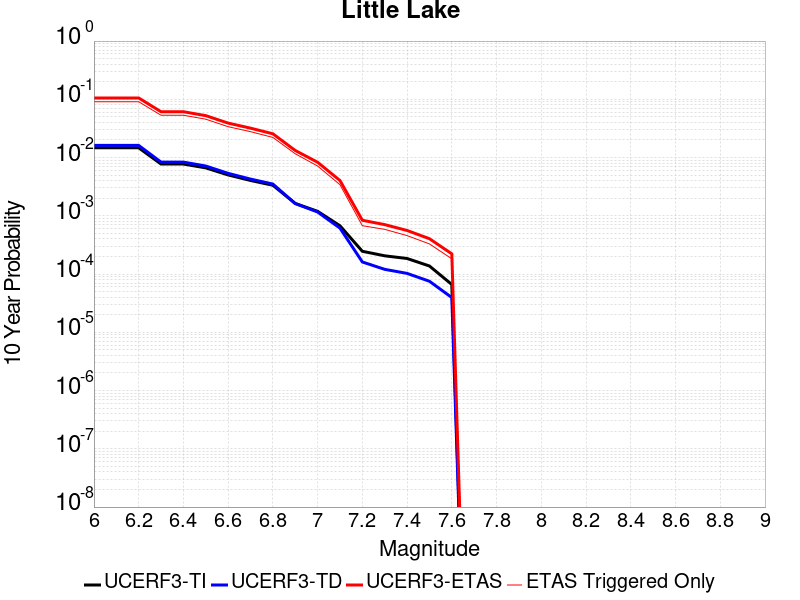 Little Lake
10 Year Probability
10^0
10^-1
10^-2
10^-3
10^-4
10^-5
10^-6
10^-7
10^-8
6 6.2 6.4 6.6 6.8 7 7.2 7.4 7.6 7.8 8 8.2 8.4 8.6 8.8 9
Magnitude
UCERF3-TI UCERF3-TD UCERF3-ETAS ETAS Triggered Only